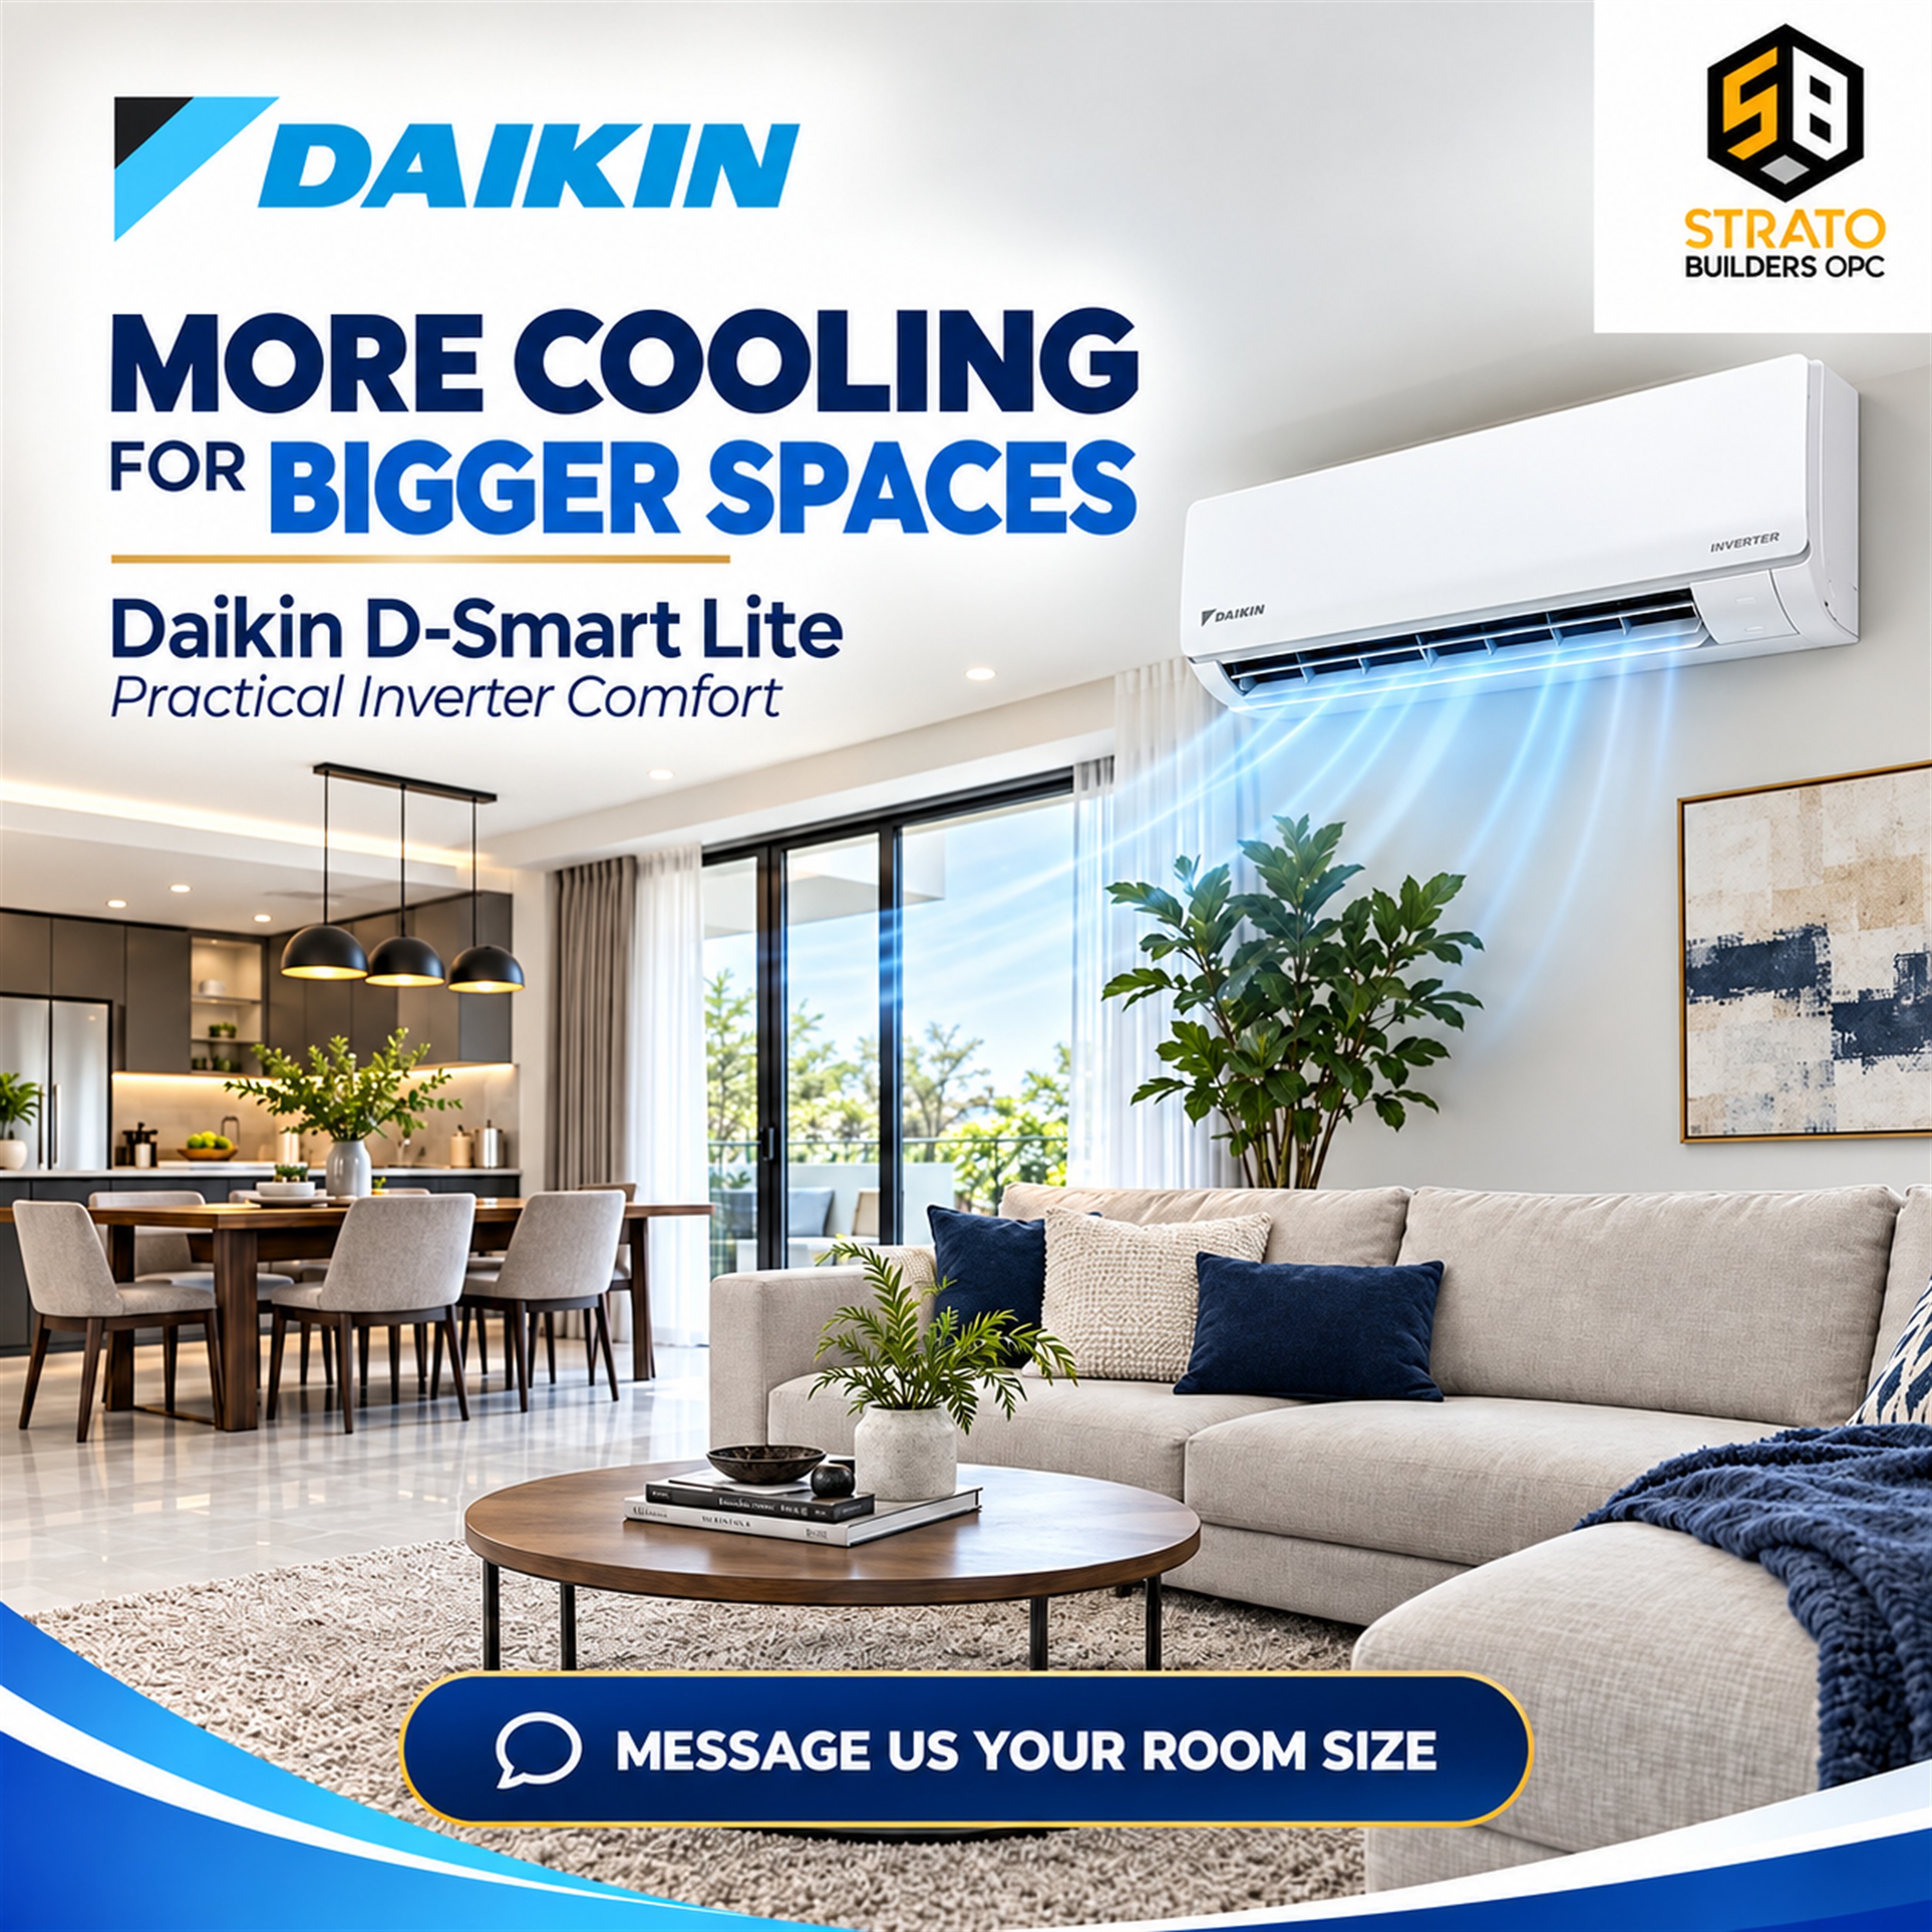 DAIKIN
STRATO
BUILDERS OPC
MORE COOLING
FOR BIGGER SPACES
Daikin D-Smart Lite
Practical Inverter Comfort
INVERTER
DAIKIN
MESSAGE US YOUR ROOM SIZE